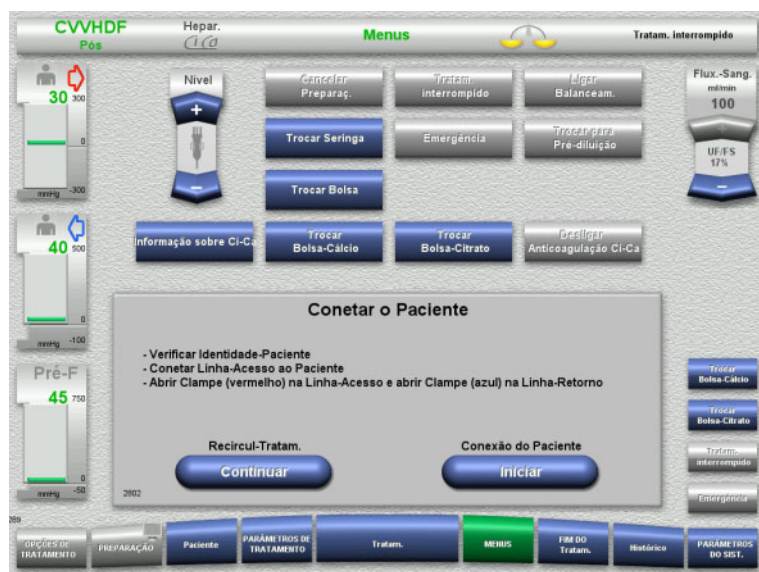 CVVHDF
Pós
Hepar.
Ci Ca
Menus
Tratam. interrompido
30
300
0
-300
mmHg
Nivel
+
−
Cancelar
Preparaç.
Tratam.
interrompido
Ligar
Balanceam.
Trocar Seringa
Emergência
Trocar para
Pré-diluição
Trocar Bolsa
Flux.-Sang.
ml/min
100
+
UF/FS
17%
−
40
500
0
-100
mmHg
Informação sobre Ci-Ca
Trocar
Bolsa-Cálcio
Trocar
Bolsa-Citrato
Desligar
Anticoagulação Ci-Ca
Conetar o Paciente
- Verificar Identidade-Paciente
- Conetar Linha-Acesso ao Paciente
- Abrir Clampe (vermelho) na Linha-Acesso e abrir Clampe (azul) na Linha-Retorno
Recircul-Tratam.
Continuar
Conexão do Paciente
Iniciar
2802
Pré-F
45
750
0
-50
mmHg
Trocar
Bolsa-Cálcio
Trocar
Bolsa-Citrato
Tratam.
interrompido
Emergência
289
OPÇÕES DE
TRATAMENTO
PREPARAÇÃO
Paciente
PARÂMETROS DE
TRATAMENTO
Tratam.
MENUS
FIM DO
Tratam.
Histórico
PARÂMETROS
DO SIST.